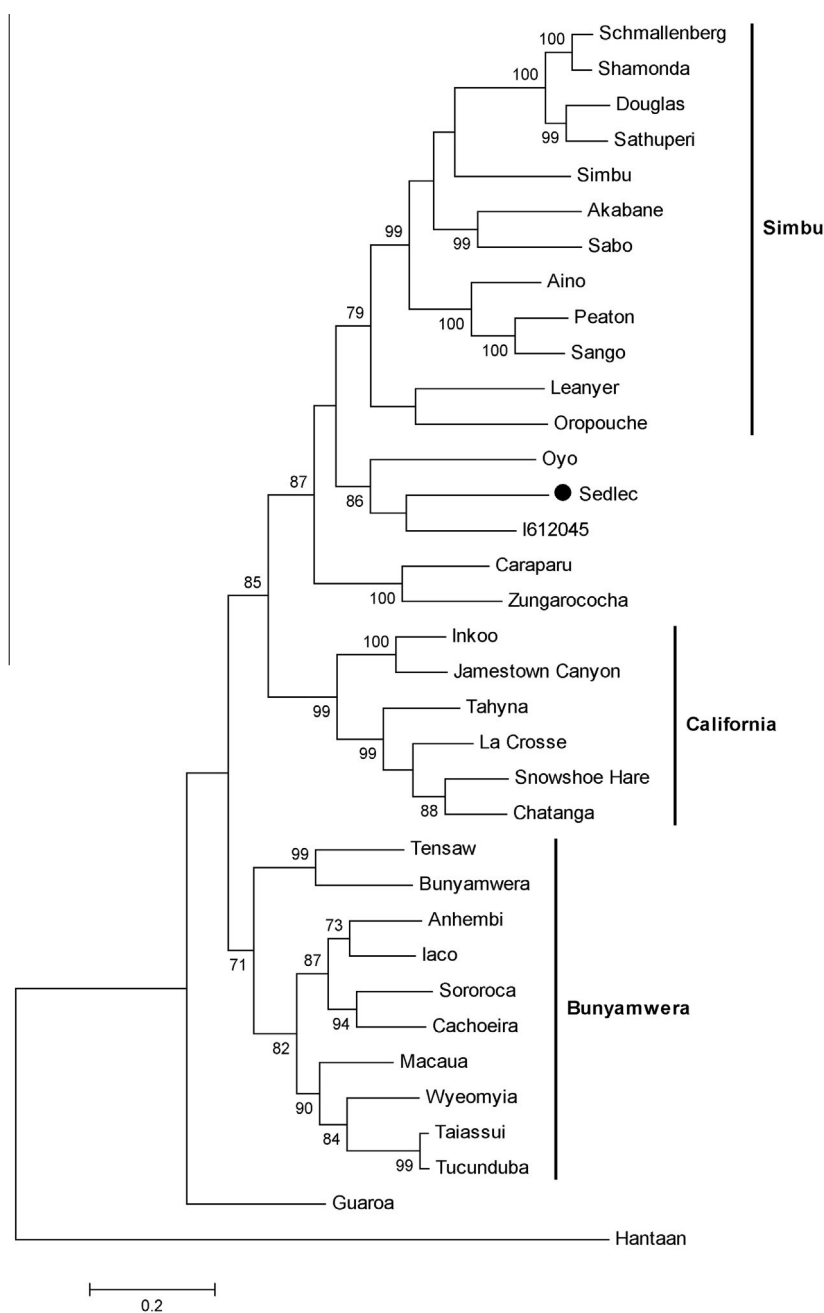 Schmallenberg
100
Shamonda
100
Douglas
99
Sathuperi
Simbu
Akabane
99
Sabo
Simbu
99
Aino
Peaton
100
79
Sango
100
Leanyer
Oropouche
Oyo
87
86
Sedlec
I612045
Caraparu
85
100
Zungarococha
Inkoo
100
Jamestown Canyon
99
Tahyna
California
99
La Crosse
Snowshoe Hare
88
Chatanga
Tensaw
99
Bunyamwera
Anhembi
73
Iaco
87
71
Sororoca
Bunyamwera
94
Cachoeira
82
Macaua
90
Wyeomyia
84
Taiassui
99
Tucunduba
Guaroa
Hantaan
0.2